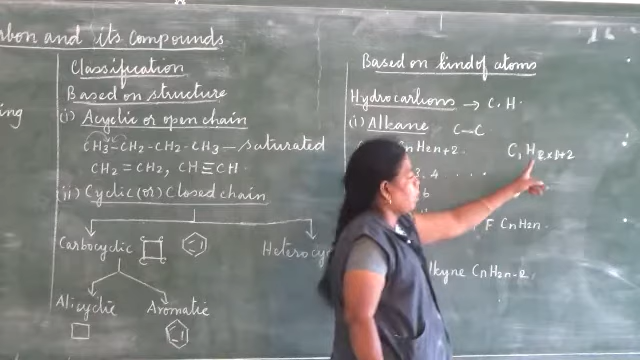 rbon and its compounds
ing
Classification
Based on structure
(i) Acyclic or open chain
CH3-CH2-CH2-CH3-saturated
CH2=CH2, CH≡CH.
(ii) Cyclic (or) Closed chain
Carbocyclic
Heterocyc
Alicyclic Aromatic
Based on kind of atoms
Hydrocarbons → C, H.
(i) Alkane C-C
CnH2n+2. C1H2x1+2
3, 4 . . .
F CnH2n.
lkyne CnH2n-2.